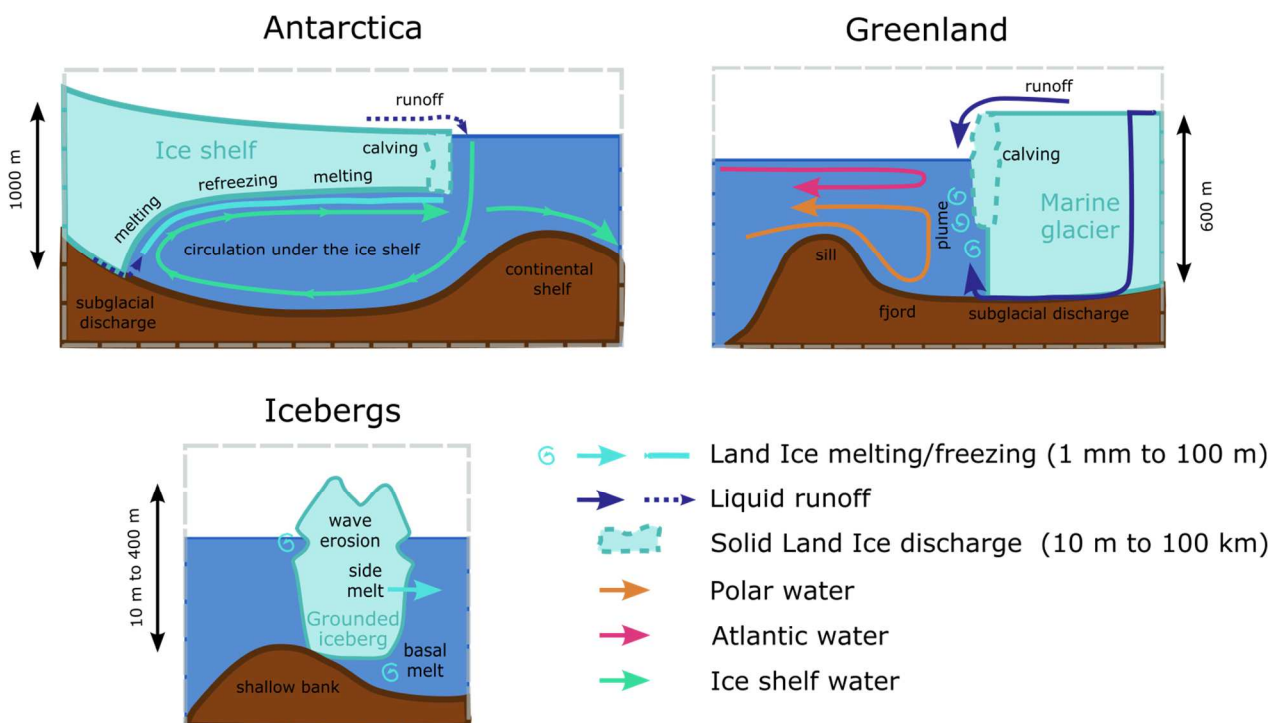 Antarctica
runoff
calving
Ice shelf
refreezing
melting
melting
circulation under the ice shelf
continental
shelf
subglacial
discharge
1000 m
Greenland
runoff
calving
Marine
glacier
plume
sill
fjord
subglacial discharge
600 m
Icebergs
wave
erosion
side
melt
Grounded
iceberg
basal
melt
shallow bank
10 m to 400 m
Land Ice melting/freezing (1 mm to 100 m)
Liquid runoff
Solid Land Ice discharge (10 m to 100 km)
Polar water
Atlantic water
Ice shelf water